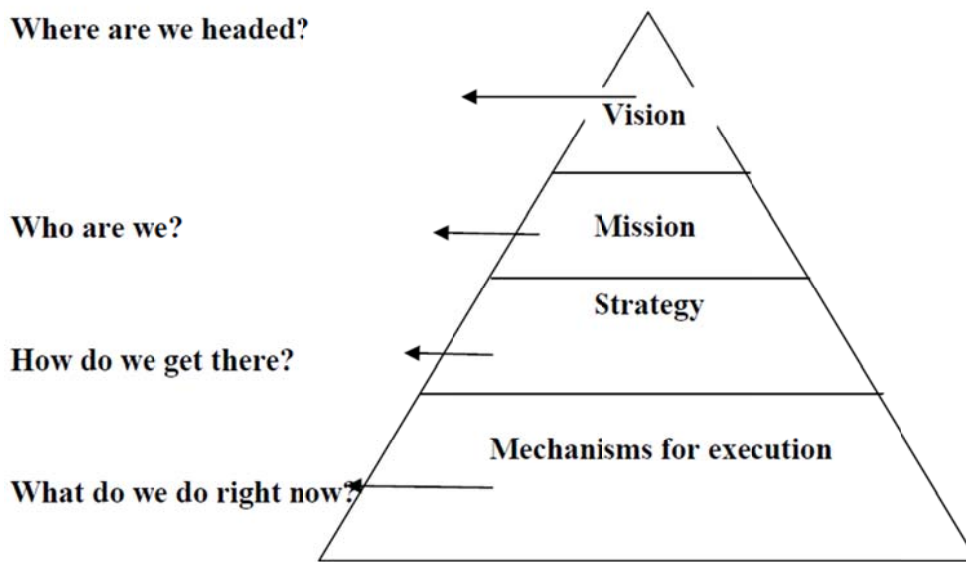 Where are we headed?
Vision
Who are we?
Mission
Strategy
How do we get there?
Mechanisms for execution
What do we do right now?